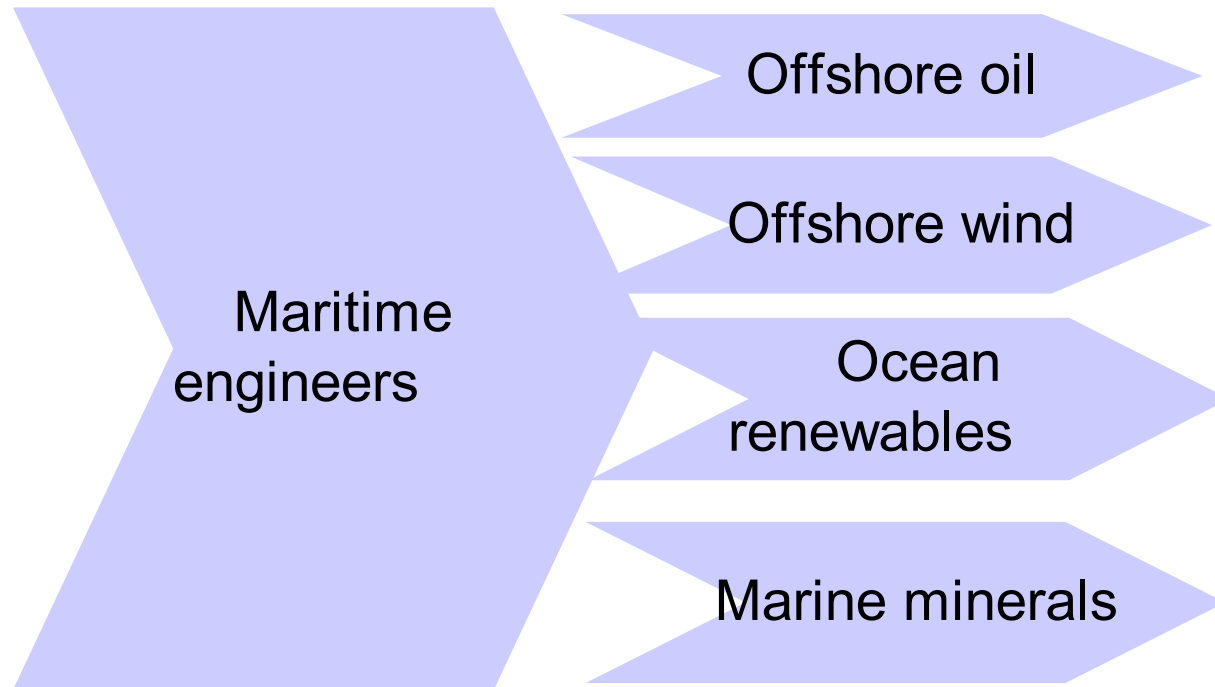 Maritime
engineers
Offshore oil
Offshore wind
Ocean
renewables
Marine minerals